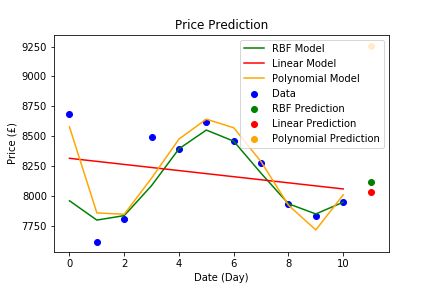 Price Prediction
9250
9000
8750
8500
8250
8000
7750
Price (£)
RBF Model
Linear Model
Polynomial Model
Data
RBF Prediction
Linear Prediction
Polynomial Prediction
0
2
4
6
8
10
Date (Day)